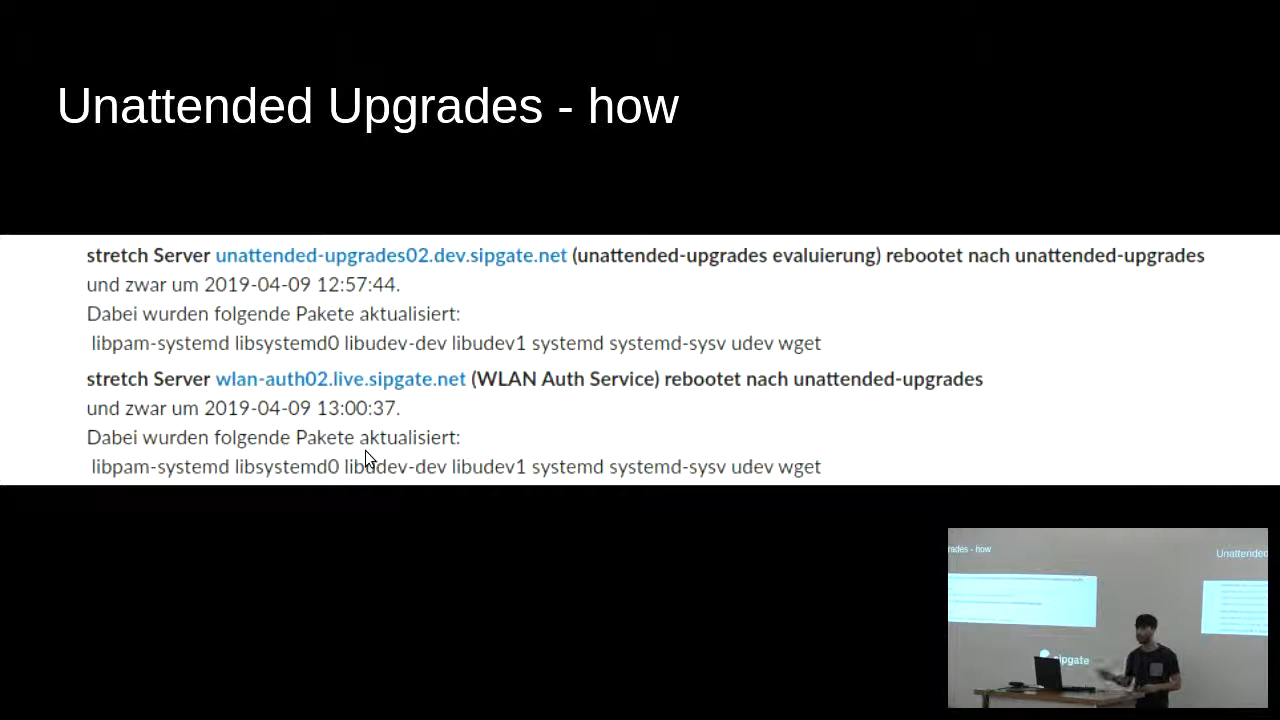 Unattended Upgrades - how
stretch Server unattended-upgrades02.dev.sipgate.net (unattended-upgrades evaluierung) rebootet nach unattended-upgrades
und zwar um 2019-04-09 12:57:44.
Dabei wurden folgende Pakete aktualisiert:
libpam-systemd libsystemd0 libudev-dev libudev1 systemd systemd-sysv udev wget
stretch Server wlan-auth02.live.sipgate.net (WLAN Auth Service) rebootet nach unattended-upgrades
und zwar um 2019-04-09 13:00:37.
Dabei wurden folgende Pakete aktualisiert:
libpam-systemd libsystemd0 libudev-dev libudev1 systemd systemd-sysv udev wget
rades - how
Unattended
sipgate